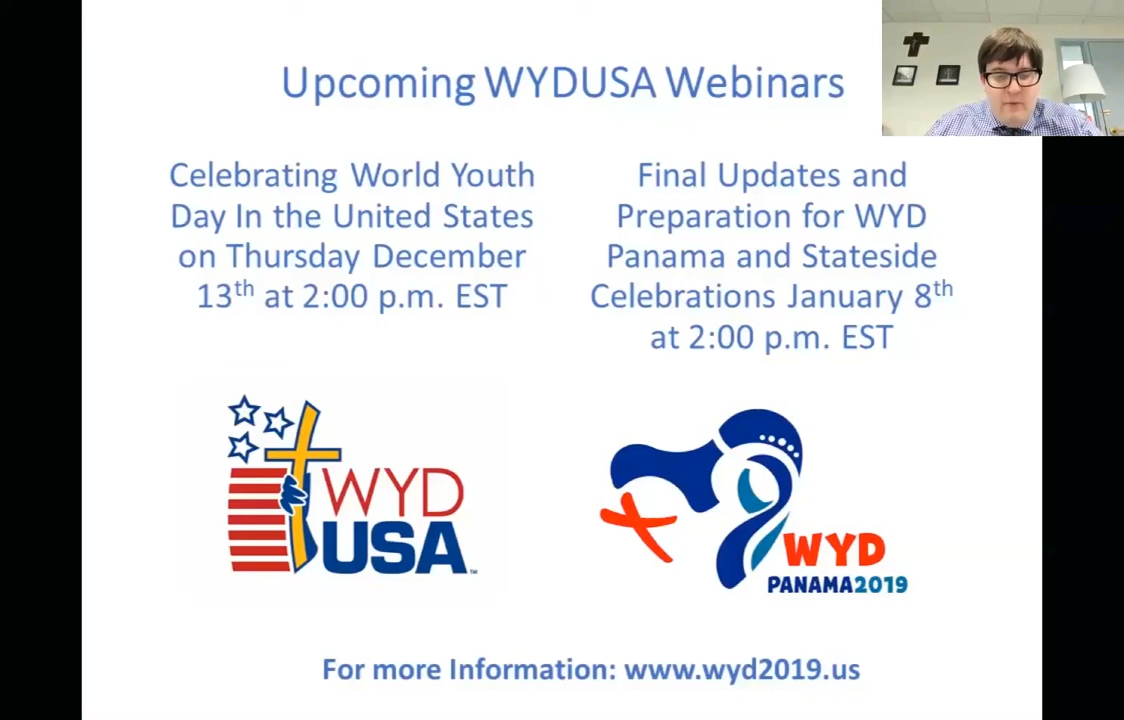 Upcoming WYDUSA Webinars
Celebrating World Youth
Day In the United States
on Thursday December
13th at 2:00 p.m. EST
Final Updates and
Preparation for WYD
Panama and Stateside
Celebrations January 8th
at 2:00 p.m. EST
WYD
USA™
WYD
PANAMA2019
For more Information: www.wyd2019.us